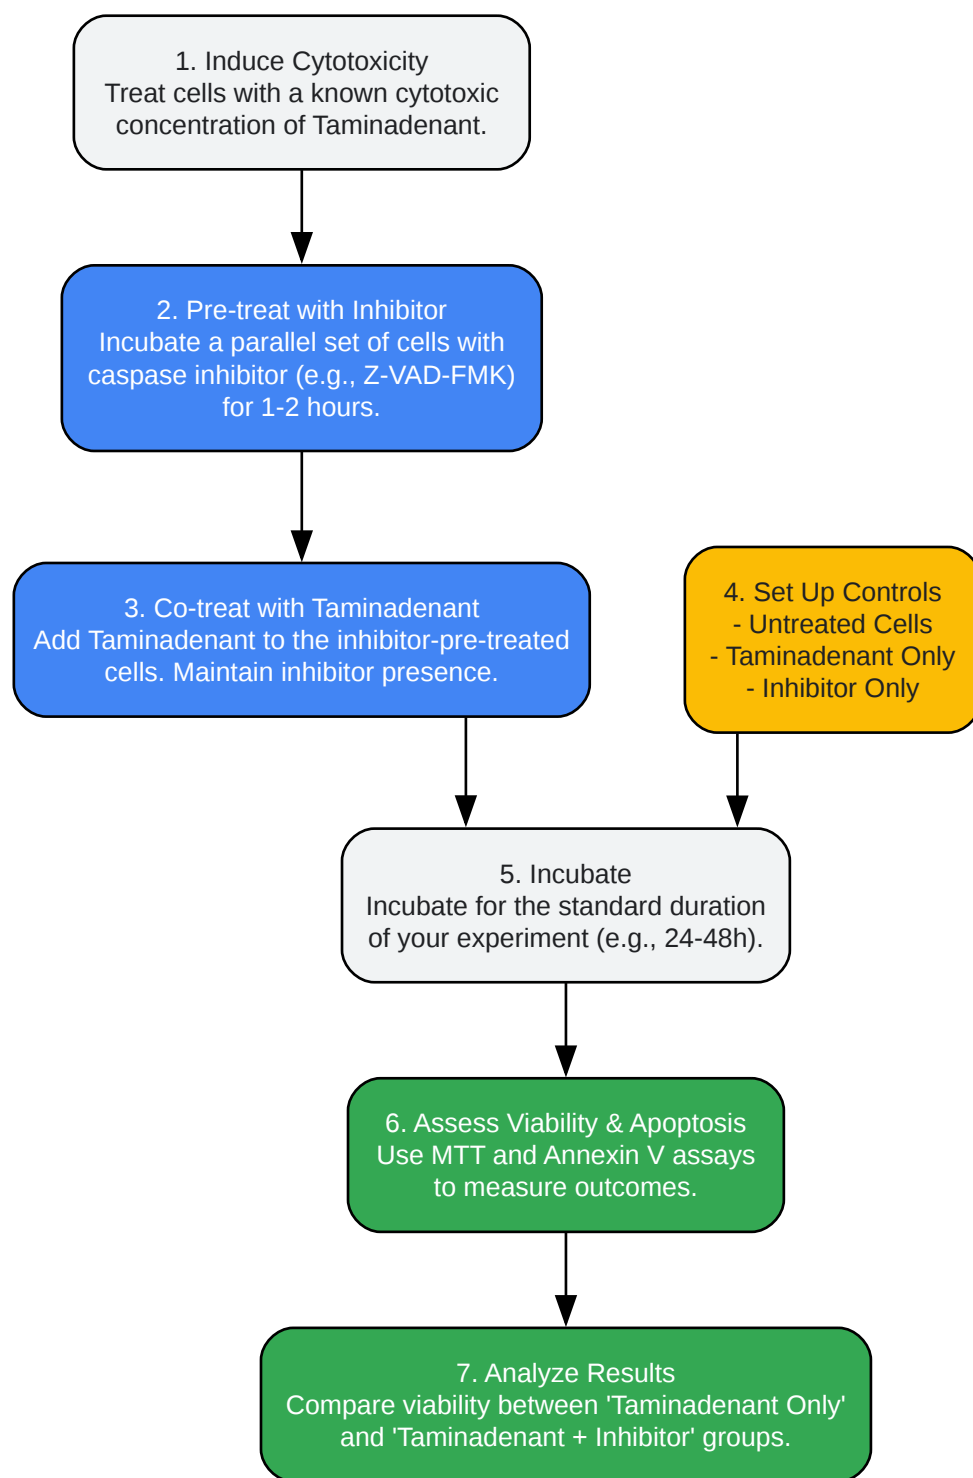 1. Induce Cytotoxicity
Treat cells with a known cytotoxic
concentration of Taminadenant.
2. Pre-treat with Inhibitor
Incubate a parallel set of cells with
caspase inhibitor (e.g., Z-VAD-FMK)
for 1-2 hours.
3. Co-treat with Taminadenant
Add Taminadenant to the inhibitor-pre-treated
cells. Maintain inhibitor presence.
4. Set Up Controls
- Untreated Cells
- Taminadenant Only
- Inhibitor Only
5. Incubate
Incubate for the standard duration
of your experiment (e.g., 24-48h).
6. Assess Viability & Apoptosis
Use MTT and Annexin V assays
to measure outcomes.
7. Analyze Results
Compare viability between 'Taminadenant Only'
and 'Taminadenant + Inhibitor' groups.